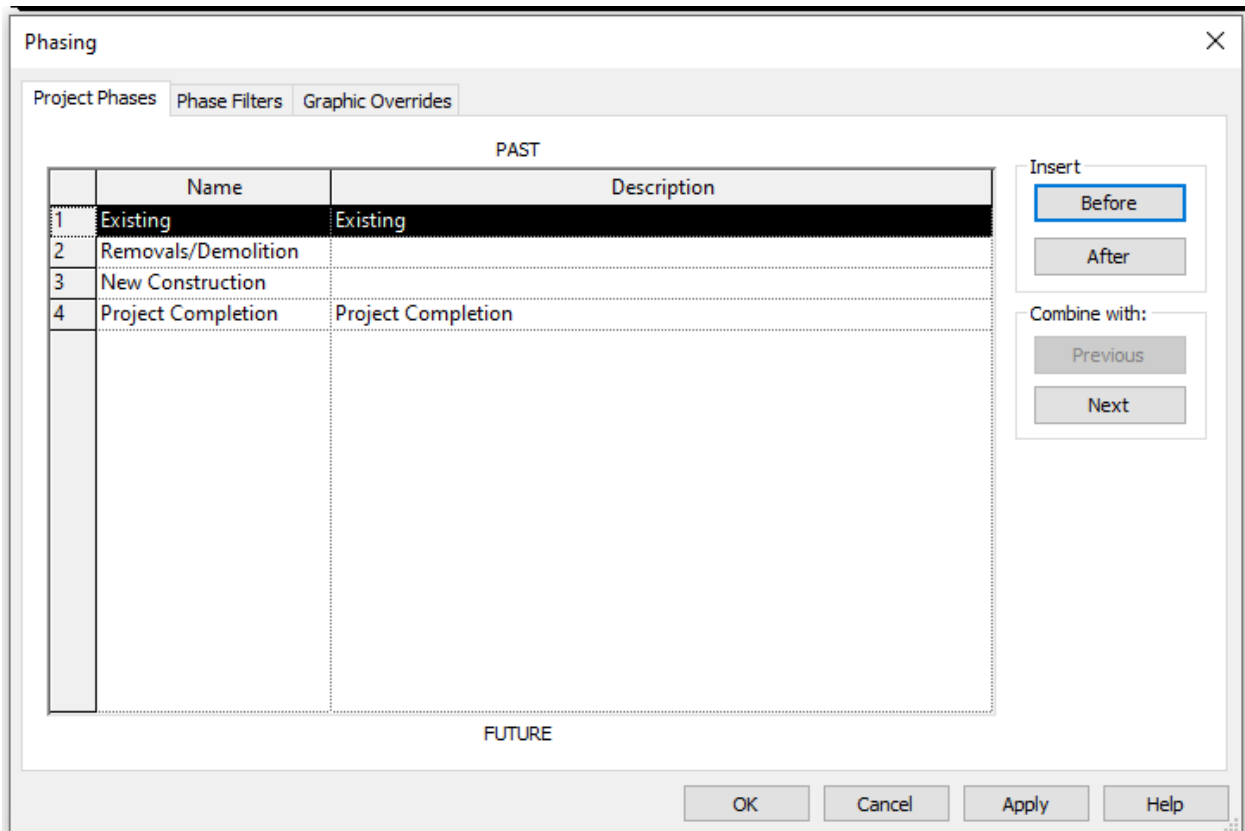 Phasing
Project Phases Phase Filters Graphic Overrides
PAST
Name Description
1 Existing Existing
2 Removals/Demolition
3 New Construction
4 Project Completion Project Completion
FUTURE
Insert
Before
After
Combine with:
Previous
Next
OK Cancel Apply Help